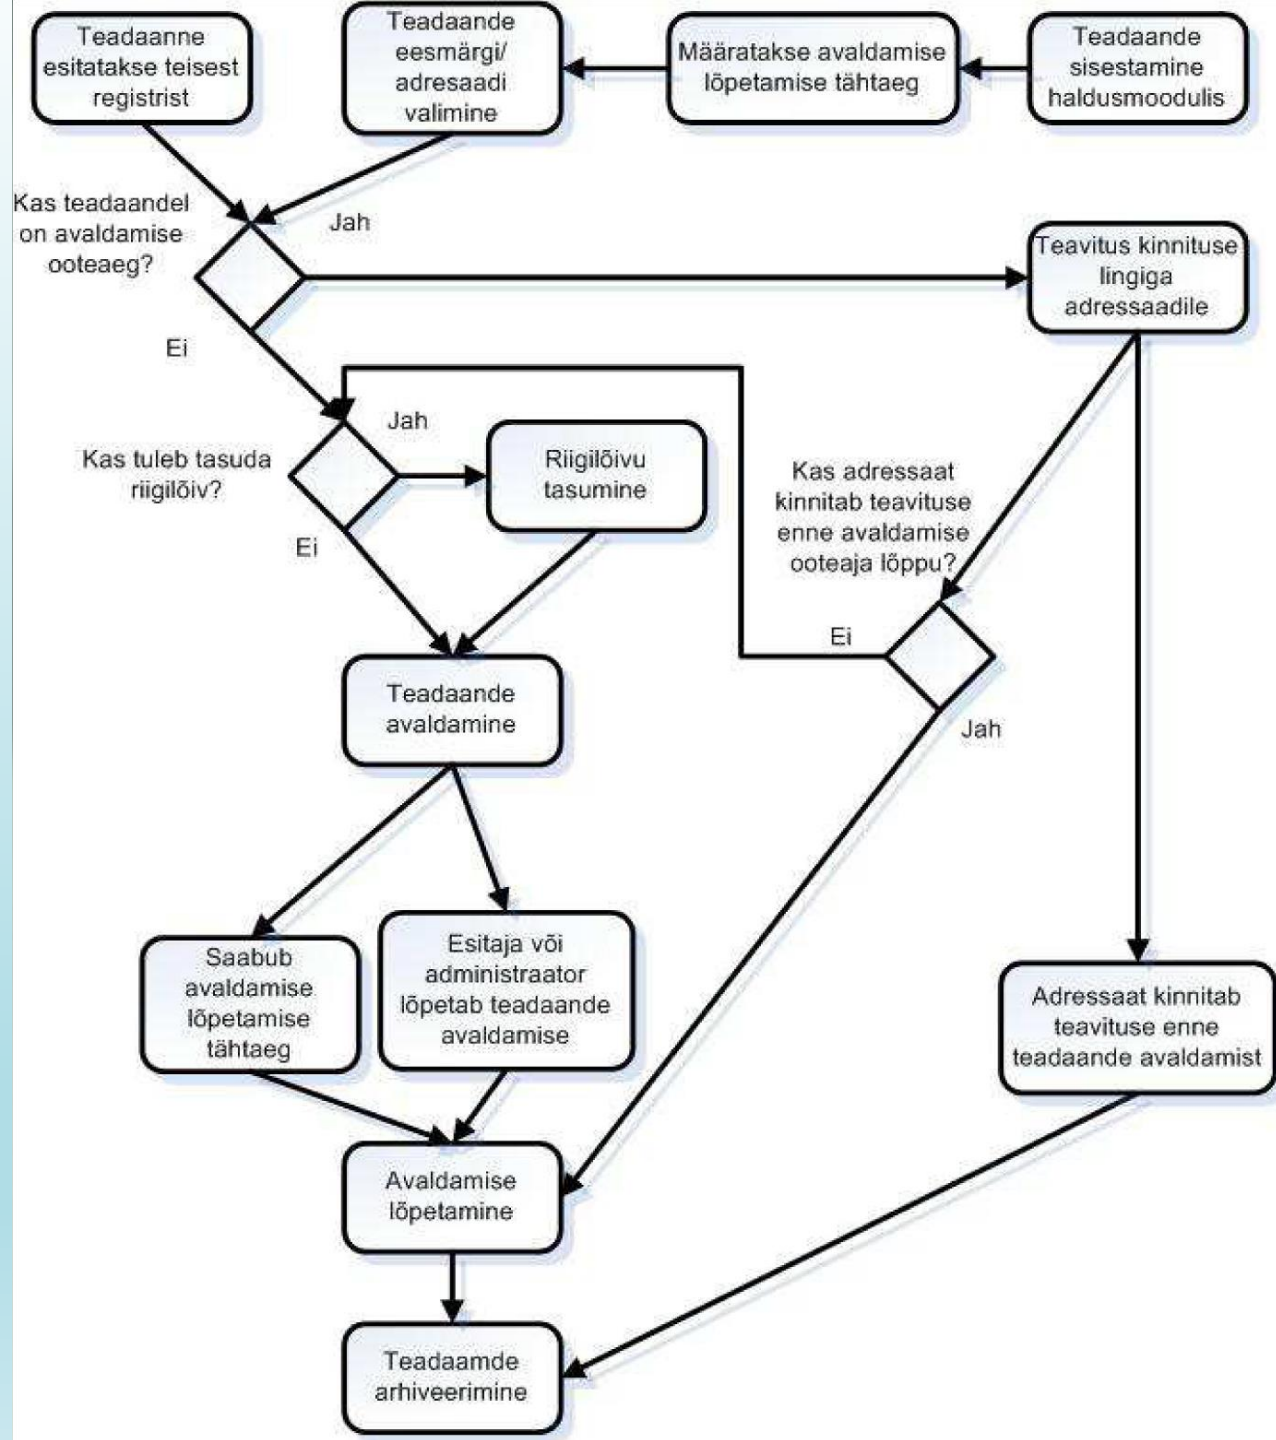 Teadaanne
esitatakse teisest
registrist
Teadaande
eesmärgi/
adresaadi
valimine
Määratakse avaldamise
lõpetamise tähtaeg
Teadaande
sisestamine
haldusmoodulis
Kas teadaandel
on avaldamise
ooteaeg?
Jah
Teavitus kinnituse
lingiga
adressaadile
Ei
Jah
Kas tuleb tasuda
riigilõiv?
Riigilõivu
tasumine
Kas adressaat
kinnitab teavituse
enne avaldamise
ooteaja lõppu?
Ei
Ei
Jah
Teadaande
avaldamine
Saabub
avaldamise
lõpetamise
tähtaeg
Esitaja või
administraator
lõpetab teadaande
avaldamise
Adressaat kinnitab
teavituse enne
teadaande avaldamist
Avaldamise
lõpetamine
Teadaamde
arhiveerimine